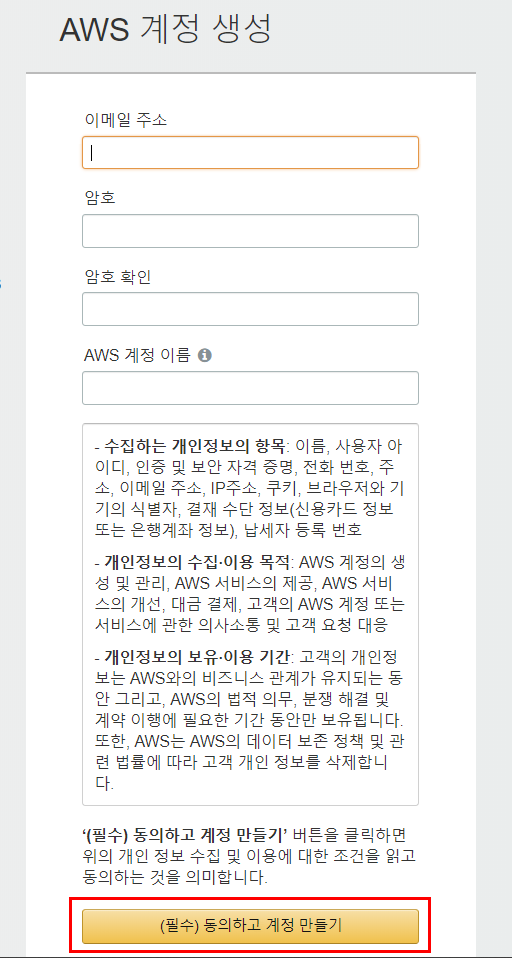 AWS 계정 생성
이메일 주소
암호
암호 확인
AWS 계정 이름
- 수집하는 개인정보의 항목: 이름, 사용자 아
이디, 인증 및 보안 자격 증명, 전화 번호, 주
소, 이메일 주소, IP주소, 쿠키, 브라우저와 기
기의 식별자, 결재 수단 정보(신용카드 정보
또는 은행계좌 정보), 납세자 등록 번호
- 개인정보의 수집·이용 목적: AWS 계정의 생
성 및 관리, AWS 서비스의 제공, AWS 서비
스의 개선, 대금 결제, 고객의 AWS 계정 또는
서비스에 관한 의사소통 및 고객 요청 대응
- 개인정보의 보유·이용 기간: 고객의 개인정
보는 AWS와의 비즈니스 관계가 유지되는 동
안 그리고, AWS의 법적 의무, 분쟁 해결 및
계약 이행에 필요한 기간 동안만 보유됩니다.
또한, AWS는 AWS의 데이터 보존 정책 및 관
련 법률에 따라 고객 개인 정보를 삭제합니
다.
‘(필수) 동의하고 계정 만들기’ 버튼을 클릭하면
위의 개인 정보 수집 및 이용에 대한 조건을 읽고
동의하는 것을 의미합니다.
(필수) 동의하고 계정 만들기